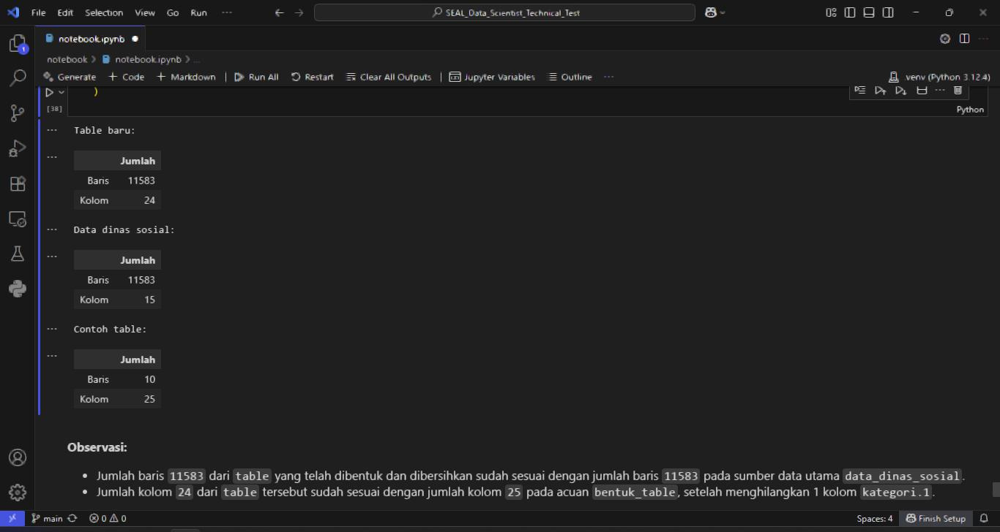 File Edit Selection View Go Run ··· SEAL_Data_Scientist_Technical_Test
notebook.ipynb
notebook > notebook.ipynb > ...
Generate + Code + Markdown | Run All Restart Clear All Outputs | Jupyter Variables Outline ··· .venv (Python 3.12.4)
)
[38]
Python
Table baru:
Jumlah
Baris 11583
Kolom 24
Data dinas sosial:
Jumlah
Baris 11583
Kolom 15
Contoh table:
Jumlah
Baris 10
Kolom 25
Observasi:
• Jumlah baris 11583 dari table yang telah dibentuk dan dibersihkan sudah sesuai dengan jumlah baris 11583 pada sumber data utama data_dinas_sosial.
• Jumlah kolom 24 dari table tersebut sudah sesuai dengan jumlah kolom 25 pada acuan bentuk_table, setelah menghilangkan 1 kolom kategori.1.
1
main 0 0 Spaces: 4 Finish Setup